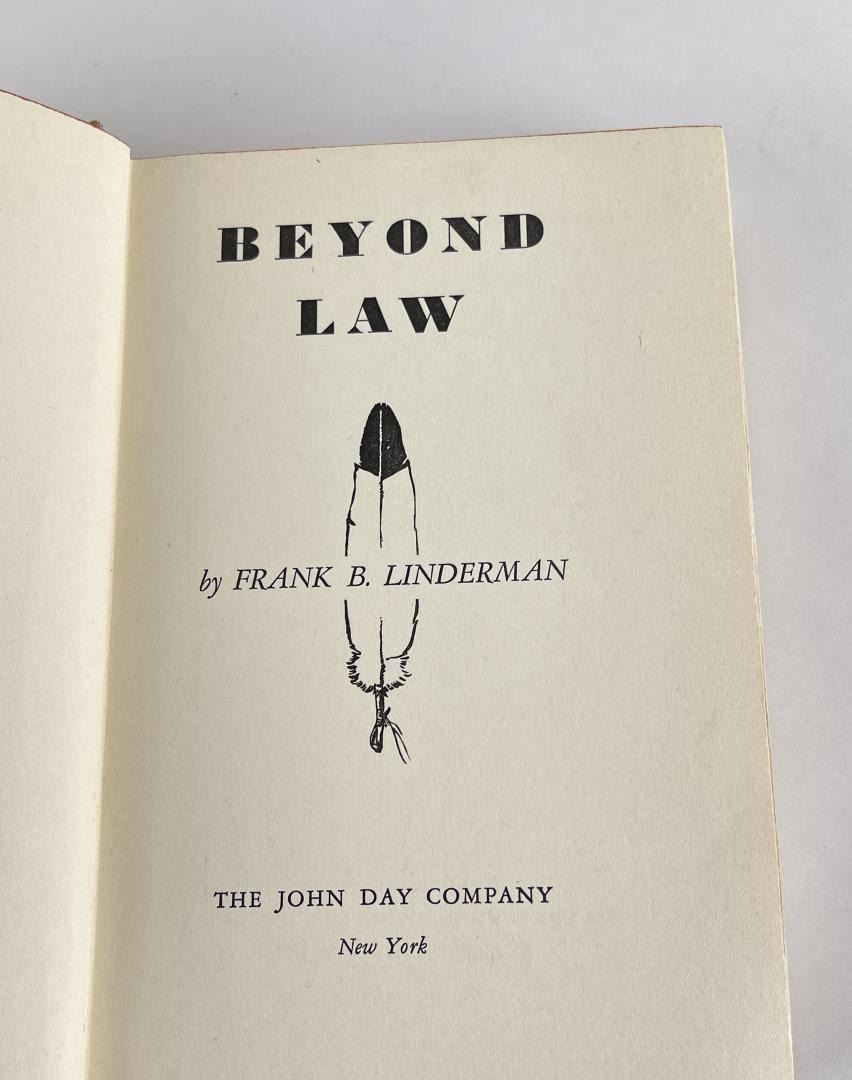 BEYOND
LAW
by FRANK B. LINDERMAN
THE JOHN DAY COMPANY
New York